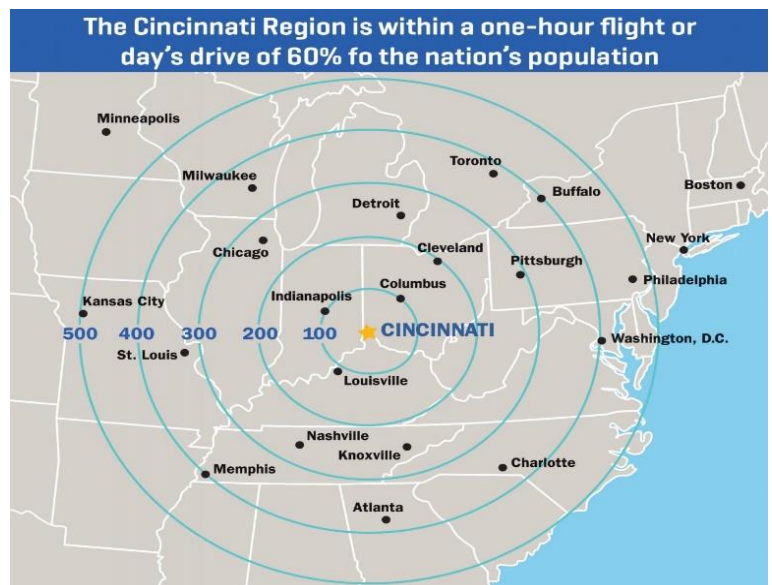 The Cincinnati Region is within a one-hour flight or
day's drive of 60% fo the nation's population
Minneapolis
Toronto
Milwaukee
Buffalo
Boston
Detroit
New York
Chicago
Cleveland
Pittsburgh
Philadelphia
Columbus
Indianapolis
Kansas City
500 400 300 200 100 CINCINNATI
Washington, D.C.
St. Louis
Louisville
Nashville
Knoxville
Charlotte
Memphis
Atlanta